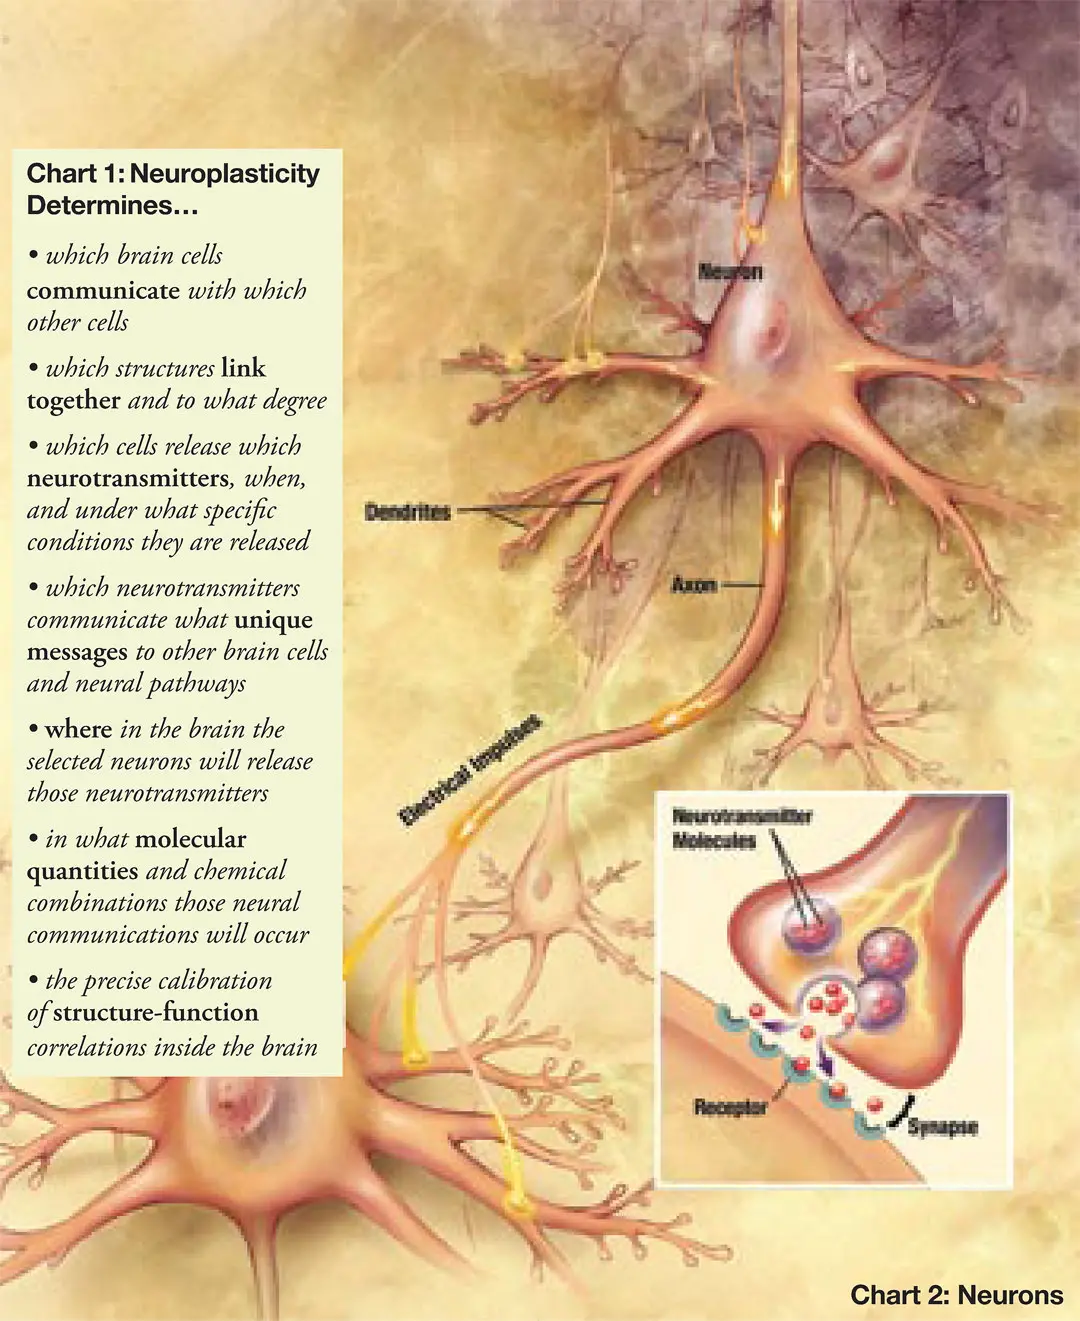 Chart 1: Neuroplasticity
Determines…
• which brain cells
communicate with which
other cells
• which structures link
together and to what degree
• which cells release which
neurotransmitters, when,
and under what specific
conditions they are released
• which neurotransmitters
communicate what unique
messages to other brain cells
and neural pathways
• where in the brain the
selected neurons will release
those neurotransmitters
• in what molecular
quantities and chemical
combinations those neural
communications will occur
• the precise calibration
of structure-function
correlations inside the brain
Neuron
Dendrites
Axon
Electrical Impulses
Neurotransmitter
Molecules
Receptor
Synapse
Chart 2: Neurons